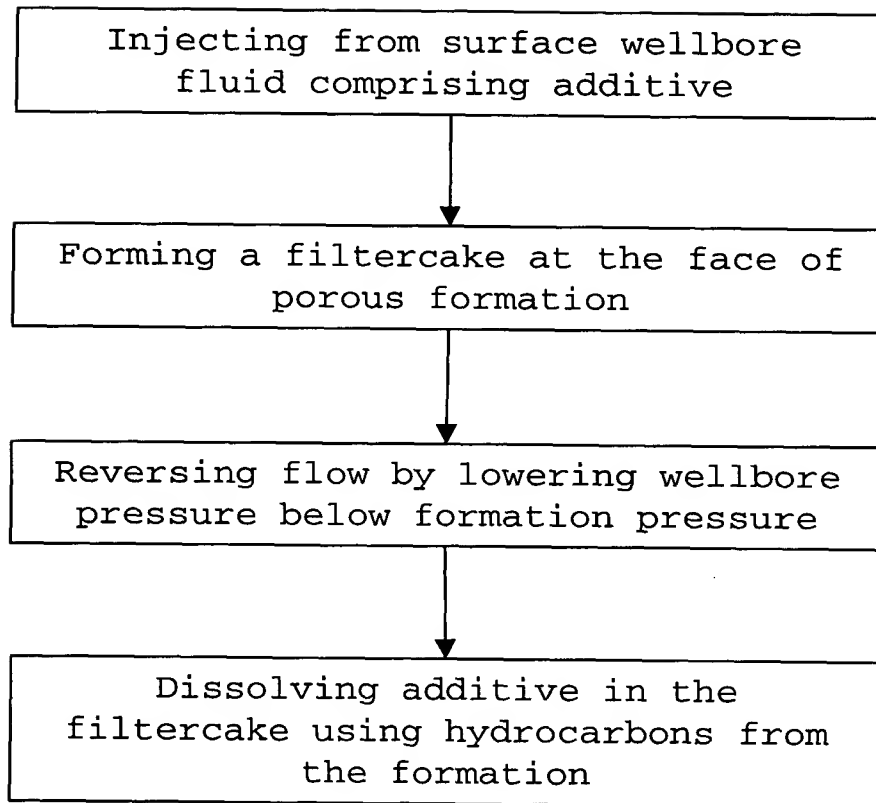 Injecting from surface wellbore
fluid comprising additive
Forming a filtercake at the face of
porous formation
Reversing flow by lowering wellbore
pressure below formation pressure
Dissolving additive in the
filtercake using hydrocarbons from
the formation